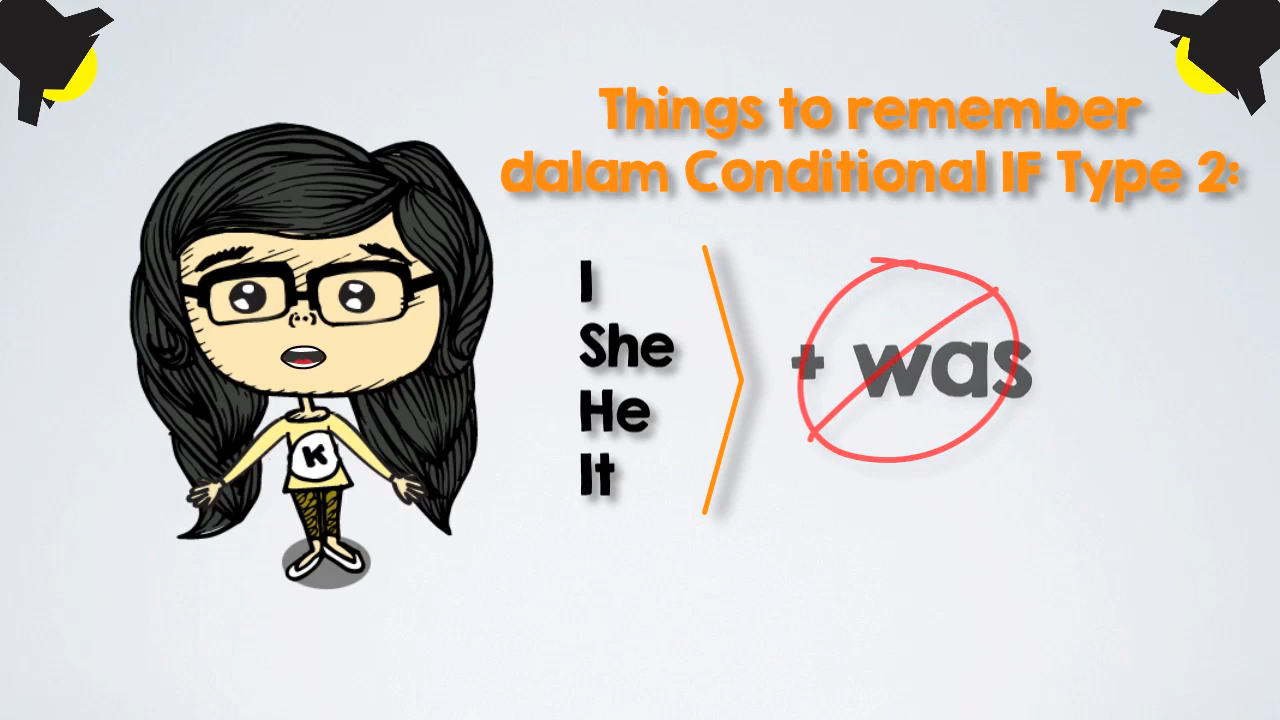 Things to remember
dalam Conditional IF Type 2:
I
She
He
It
+ was
K